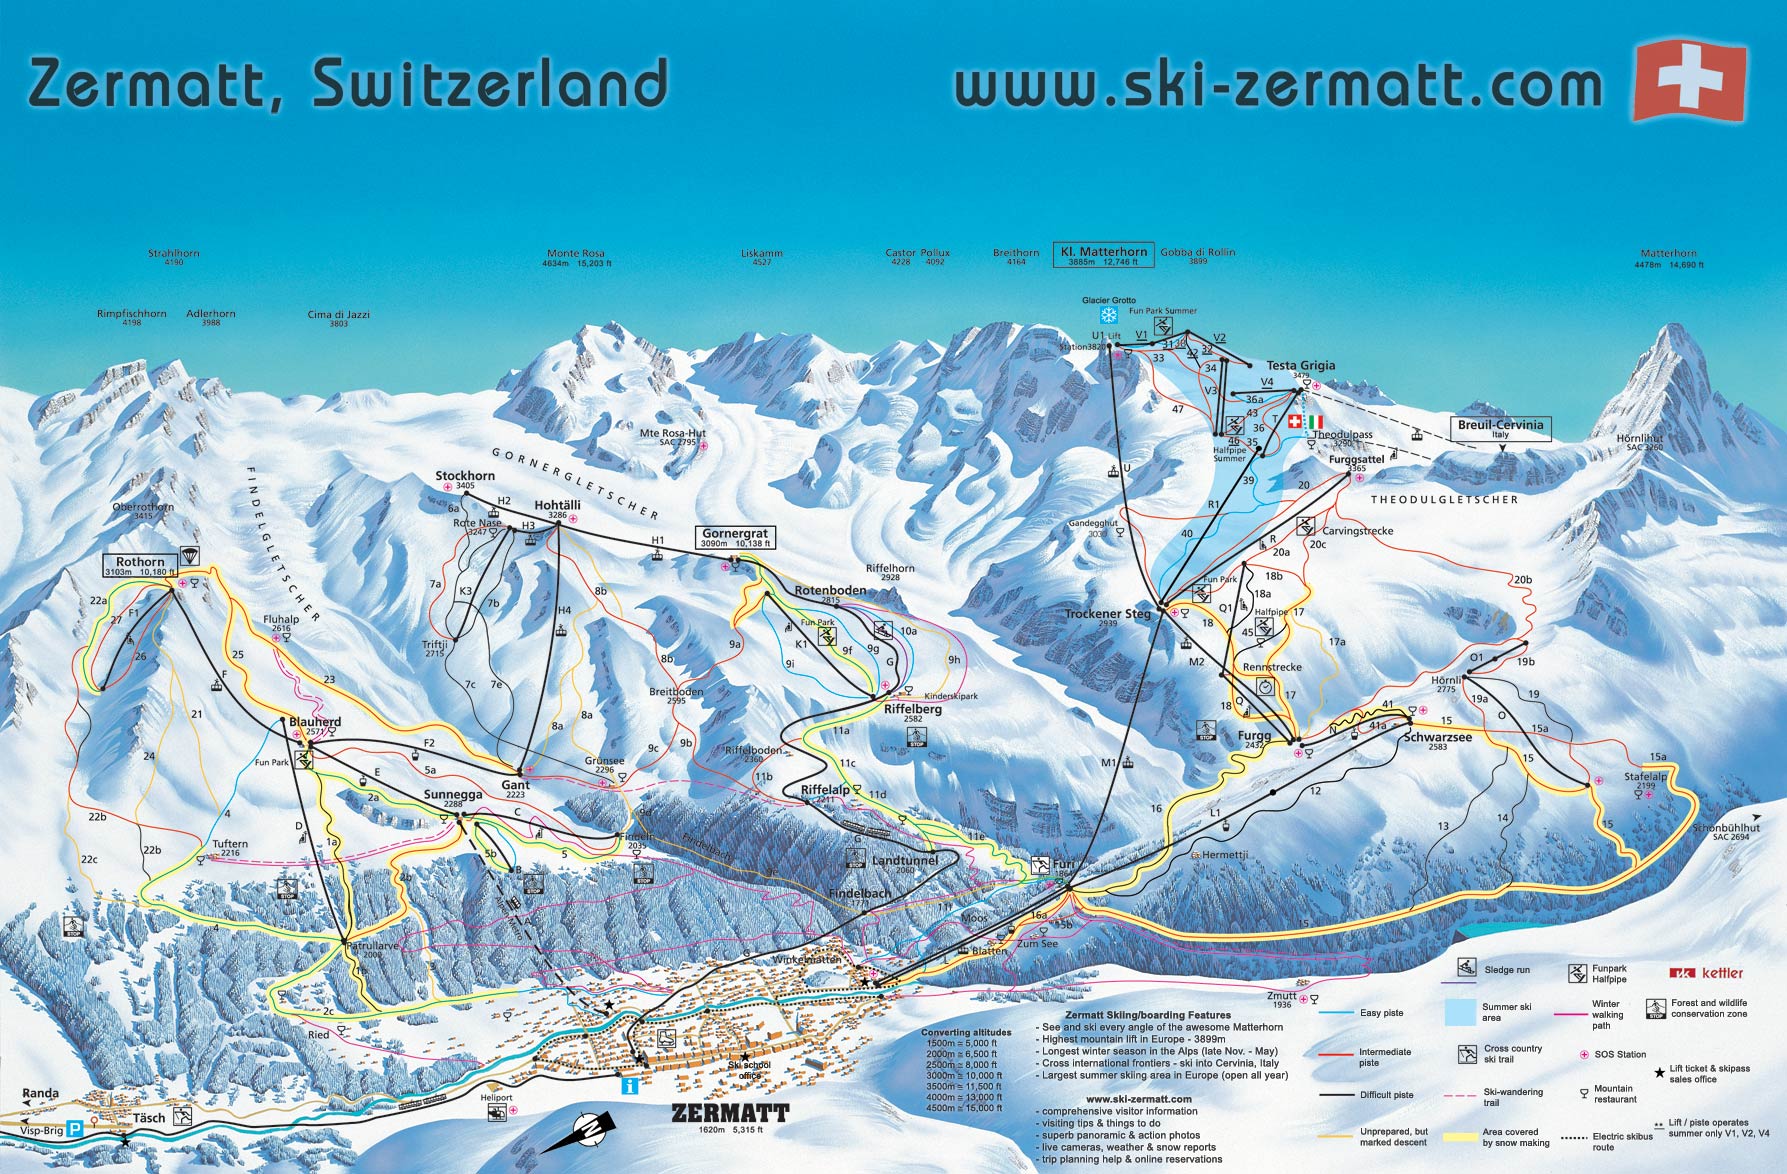 Zermatt, Switzerland
www.ski-zermatt.com
Strahlhorn
4190
Monte Rosa
4634m 15,203 ft
Liskamm
4527
Castor Pollux
4228 4092
Breithorn
4164
Kl. Matterhorn
3885m 12,746 ft
Gobba di Rollin
3899
Matterhorn
4478m 14,690 ft
Rimpfischhorn
4198
Adlerhorn
3988
Cima di Jazzi
3803
Glacier Grotto
Fun Park Summer
U1 Lift
Station3820
V1
V2
31
30
32
33
42
34
Testa Grigia
3479
V3
V4
36a
47
43
36
T
46
35
Halfpipe
Summer
Theodulpass
3290
Breuil-Cervinia
Italy
Hörnlihut
SAC 3260
Furggsattel
3365
THEODULGLETSCHER
Mte Rosa-Hut
SAC 2795
GORNERGLETSCHER
FINDELGLETSCHER
Stockhorn
3405
Oberrothorn
3415
6a
H2
Hohtälli
3286
Rote Nase
3247
H3
H1
Gornergrat
3090m 10,138 ft
U
39
20
R1
40
Gandegghut
3030
Carvingstrecke
R
20a
20c
Rothorn
3103m 10,180 ft
Riffelhorn
2928
Rotenboden
2815
Fun Park
22a
F1
27
26
Fluhalp
2616
7a
K3
7b
H4
8b
Triftji
2715
9a
K1
9i
9f
9g
G
10a
9h
Trockener Steg
2939
Fun Park
18b
18a
Q1
Halfpipe
45
18
17
17a
20b
M2
Rennstrecke
O1
19b
Hörnli
2775
19
19a
F
25
23
21
24
7c
7e
8a
8a
8b
Breitboden
2595
Kinderskipark
Riffelberg
2582
Blauherd
2571
Fun Park
F2
5a
E
9c
9b
Riffelboden
2360
11a
11c
11b
11d
M1
18
Q
17
Furgg
2432
41
41a
N
15
O
15a
Schwarzsee
2583
15a
Stafelalp
2199
Grünsee
2296
Gant
2223
Sunnegga
2288
Riffelalp
2211
2a
4
D
C
22b
22b
22c
Tuftern
2216
1a
5b
5
B
Findeln
2035
Findelbach
11e
16
L1
12
13
14
15
15
Schönbühlhut
SAC 2694
Landtunnel
2060
Hermettji
Furi
1864
Findelbach
1770
2b
4
Patrullarve
2000
3
A
G
G
11f
Moos
16a
15b
15
Zum See
Blatten
Winkelmatten
1b
2c
Ried
Zmutt
1936
Sledge run
Funpark
Halfpipe
kettler
Easy piste
Summer ski
area
Winter
walking
path
Forest and wildlife
conservation zone
Intermediate
piste
Cross country
ski trail
SOS Station
Lift ticket & skipass
sales office
Difficult piste
Ski-wandering
trail
Mountain
restaurant
Unprepared, but
marked descent
Area covered
by snow making
Electric skibus
route
Lift / piste operates
summer only V1, V2, V4
Converting altitudes
1500m ≅ 5,000 ft
2000m ≅ 6,500 ft
2500m ≅ 8,000 ft
3000m ≅ 10,000 ft
3500m ≅ 11,500 ft
4000m ≅ 13,000 ft
4500m ≅ 15,000 ft
Zermatt Skiing/boarding Features
- See and ski every angle of the awesome Matterhorn
- Highest mountain lift in Europe - 3899m
- Longest winter season in the Alps (late Nov. - May)
- Cross international frontiers - ski into Cervinia, Italy
- Largest summer skiing area in Europe (open all year)
www.ski-zermatt.com
- comprehensive visitor information
- visiting tips & things to do
- superb panoramic & action photos
- live cameras, weather & snow reports
- trip planning help & online reservations
Ski school
office
Heliport
i
ZERMATT
1620m 5,315 ft
N
Randa
Visp-Brig
P
Täsch
STOP
STOP
STOP
STOP
STOP
STOP
STOP
STOP